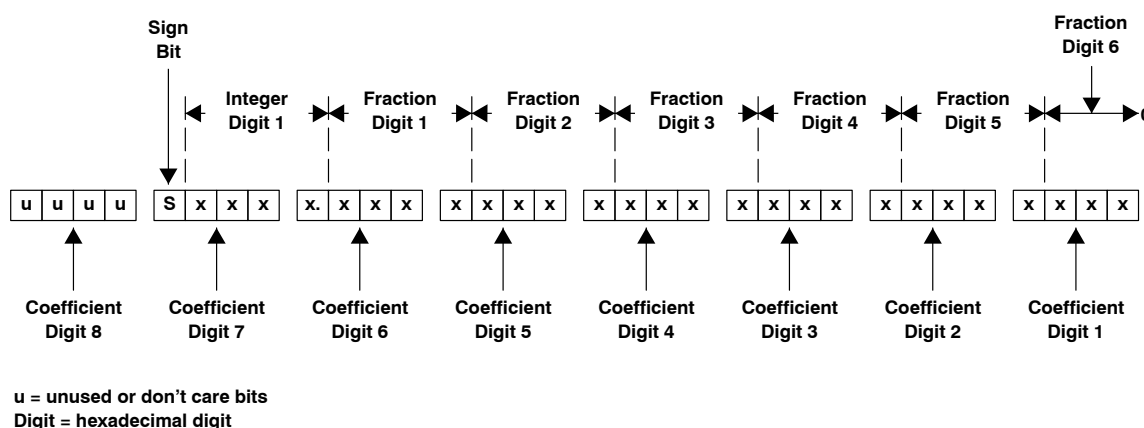 Sign
Bit
Fraction
Digit 6
Integer
Digit 1
Fraction
Digit 1
Fraction
Digit 2
Fraction
Digit 3
Fraction
Digit 4
Fraction
Digit 5
0
u u u u S x x x x. x x x x x x x x x x x x x x x x x x x x x x x
Coefficient
Digit 8
Coefficient
Digit 7
Coefficient
Digit 6
Coefficient
Digit 5
Coefficient
Digit 4
Coefficient
Digit 3
Coefficient
Digit 2
Coefficient
Digit 1
u = unused or don’t care bits
Digit = hexadecimal digit